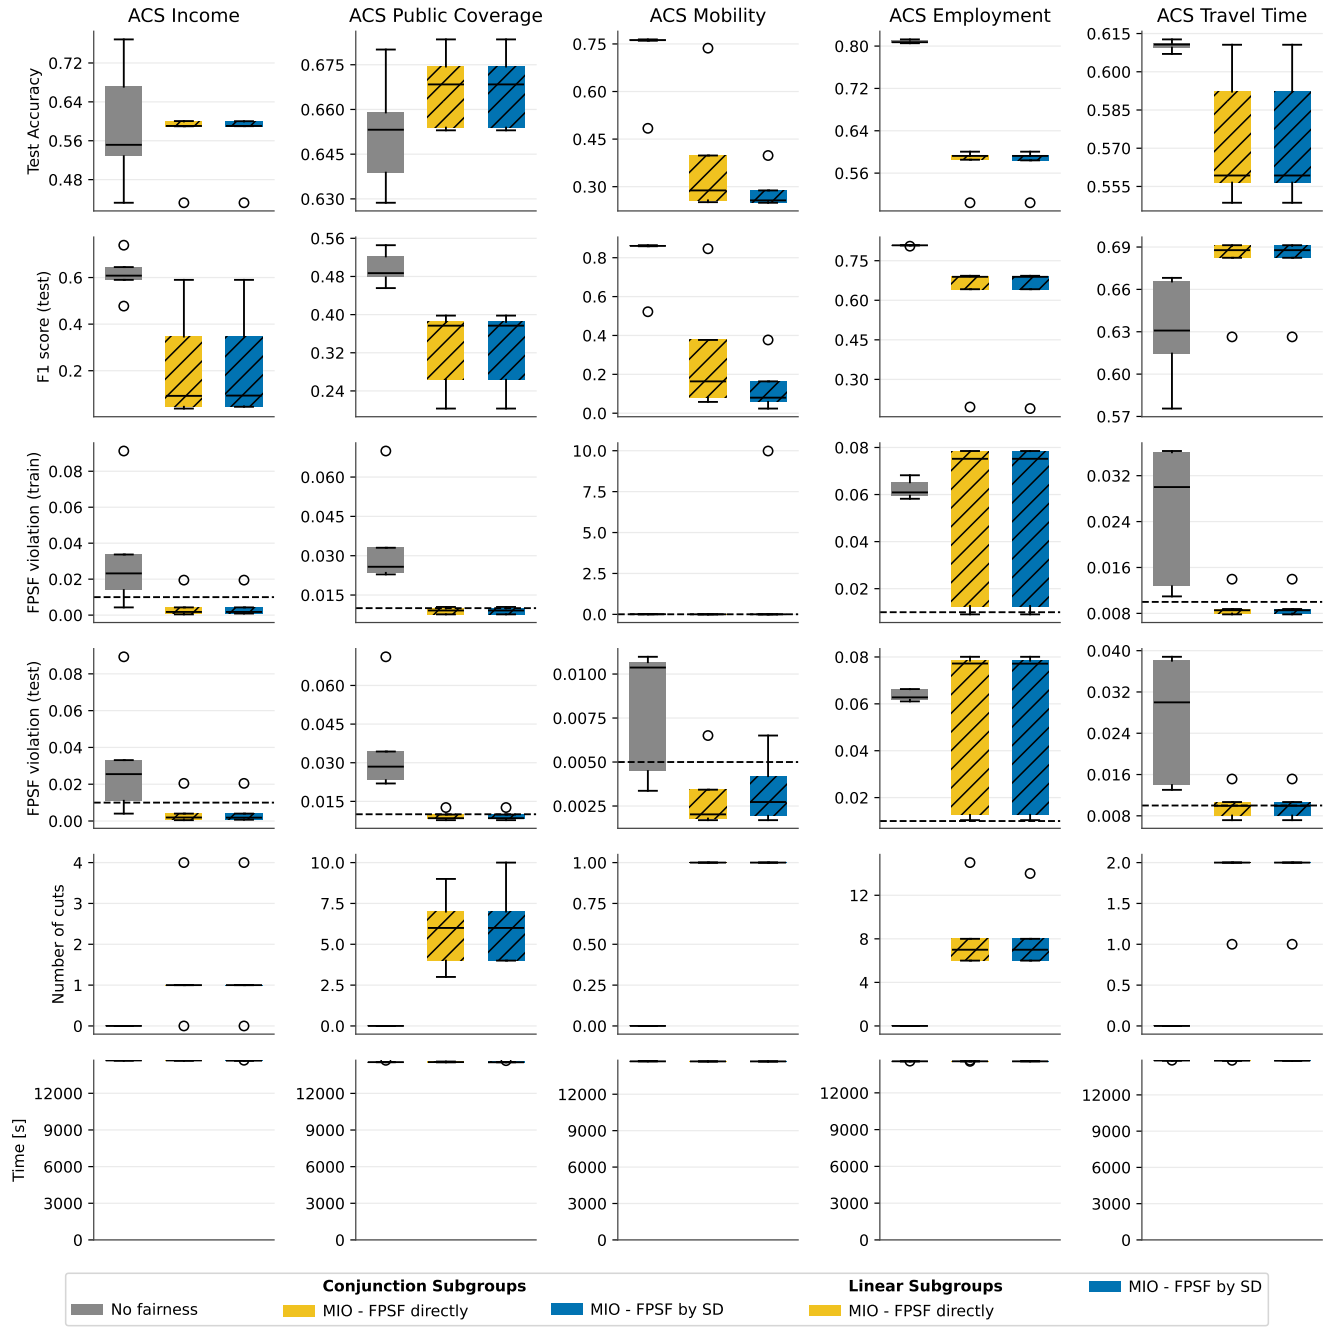 ACS Income ACS Public Coverage ACS Mobility ACS Employment ACS Travel Time
Test Accuracy
0.72 0.64 0.56 0.48
0.675 0.660 0.645 0.630
0.75 0.60 0.45 0.30
0.80 0.72 0.64 0.56
0.615 0.600 0.585 0.570 0.555
F1 score (test)
0.6 0.4 0.2
0.56 0.48 0.40 0.32 0.24
0.8 0.6 0.4 0.2 0.0
0.75 0.60 0.45 0.30
0.69 0.66 0.63 0.60 0.57
FPSF violation (train)
0.08 0.06 0.04 0.02 0.00
0.060 0.045 0.030 0.015
10.0 7.5 5.0 2.5 0.0
0.08 0.06 0.04 0.02
0.032 0.024 0.016 0.008
FPSF violation (test)
0.08 0.06 0.04 0.02 0.00
0.060 0.045 0.030 0.015
0.0100 0.0075 0.0050 0.0025
0.08 0.06 0.04 0.02
0.040 0.032 0.024 0.016 0.008
Number of cuts
4 3 2 1 0
10.0 7.5 5.0 2.5 0.0
1.00 0.75 0.50 0.25 0.00
12 8 4 0
2.0 1.5 1.0 0.5 0.0
Time [s]
12000 9000 6000 3000 0
12000 9000 6000 3000 0
12000 9000 6000 3000 0
12000 9000 6000 3000 0
12000 9000 6000 3000 0
No fairness
Conjunction Subgroups
MIO - FPSF directly
MIO - FPSF by SD
Linear Subgroups
MIO - FPSF directly
MIO - FPSF by SD